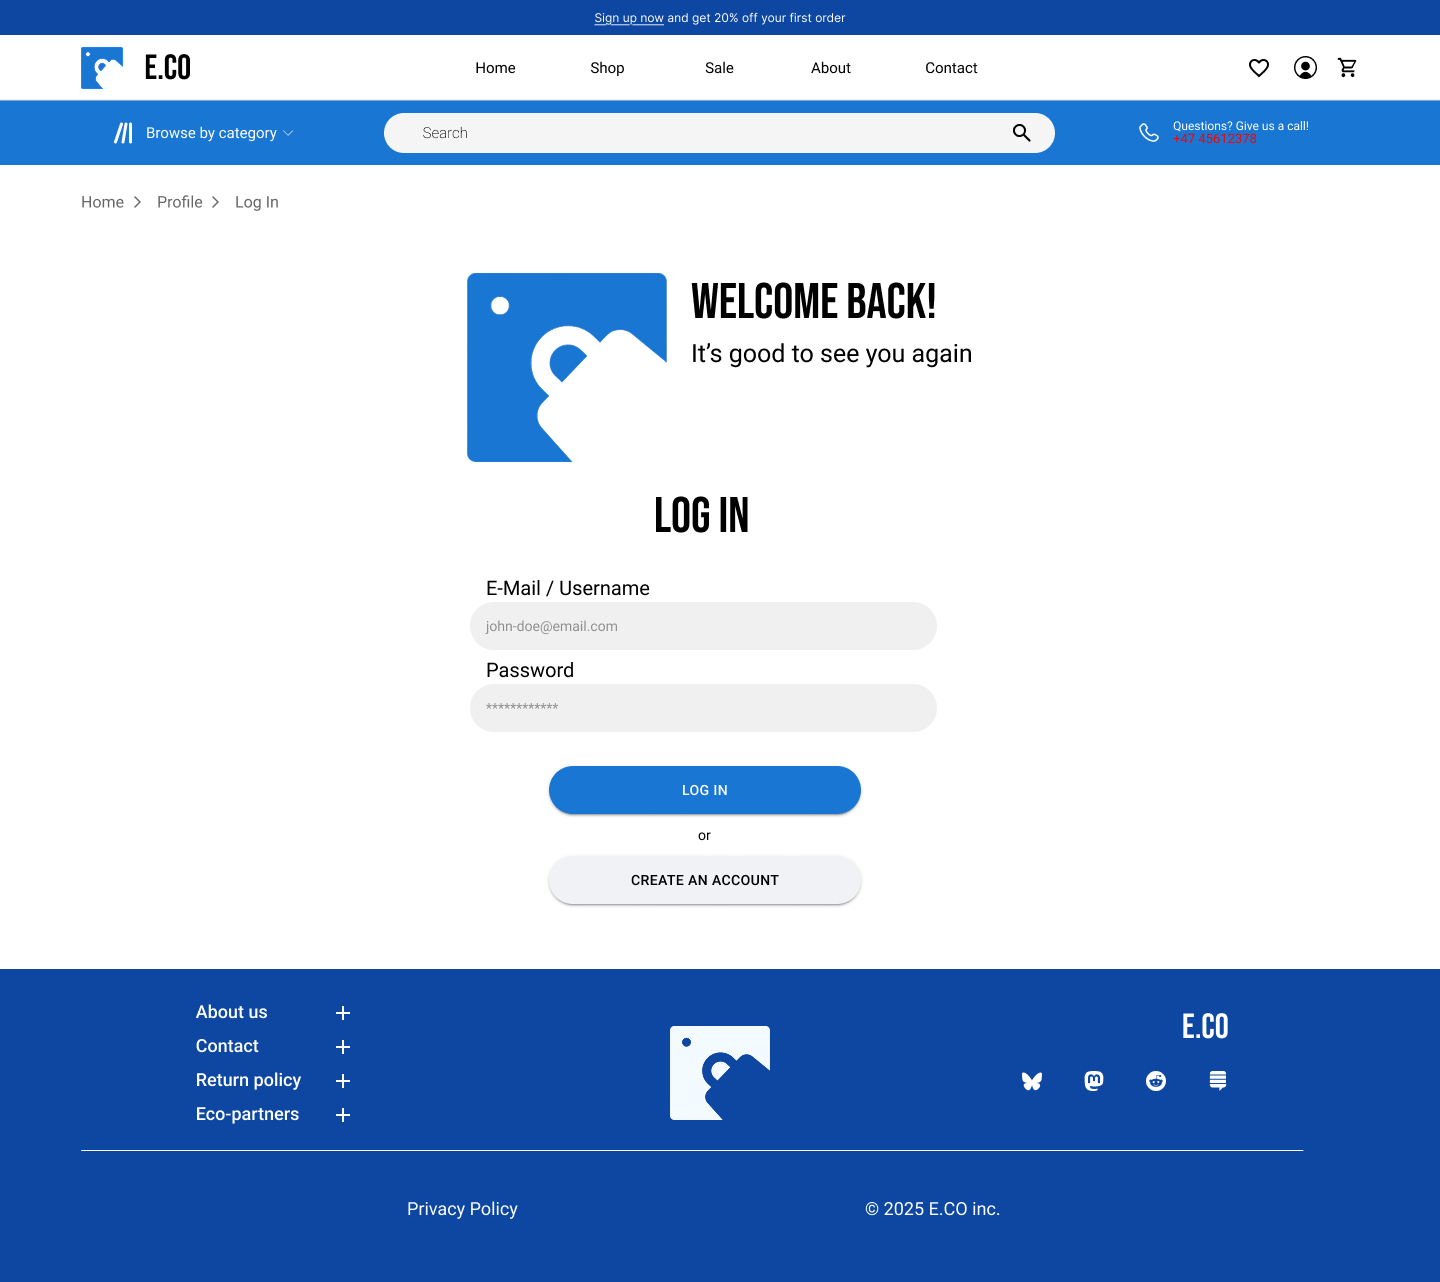 Sign up now and get 20% off your first order
E.CO
Home
Shop
Sale
About
Contact
Browse by category
Search
Questions? Give us a call!
+47 45612378
Home
Profile
Log In
WELCOME BACK!
It’s good to see you again
LOG IN
E-Mail / Username
john-doe@email.com
Password
************
LOG IN
or
CREATE AN ACCOUNT
About us
Contact
Return policy
Eco-partners
E.CO
Privacy Policy
© 2025 E.CO inc.